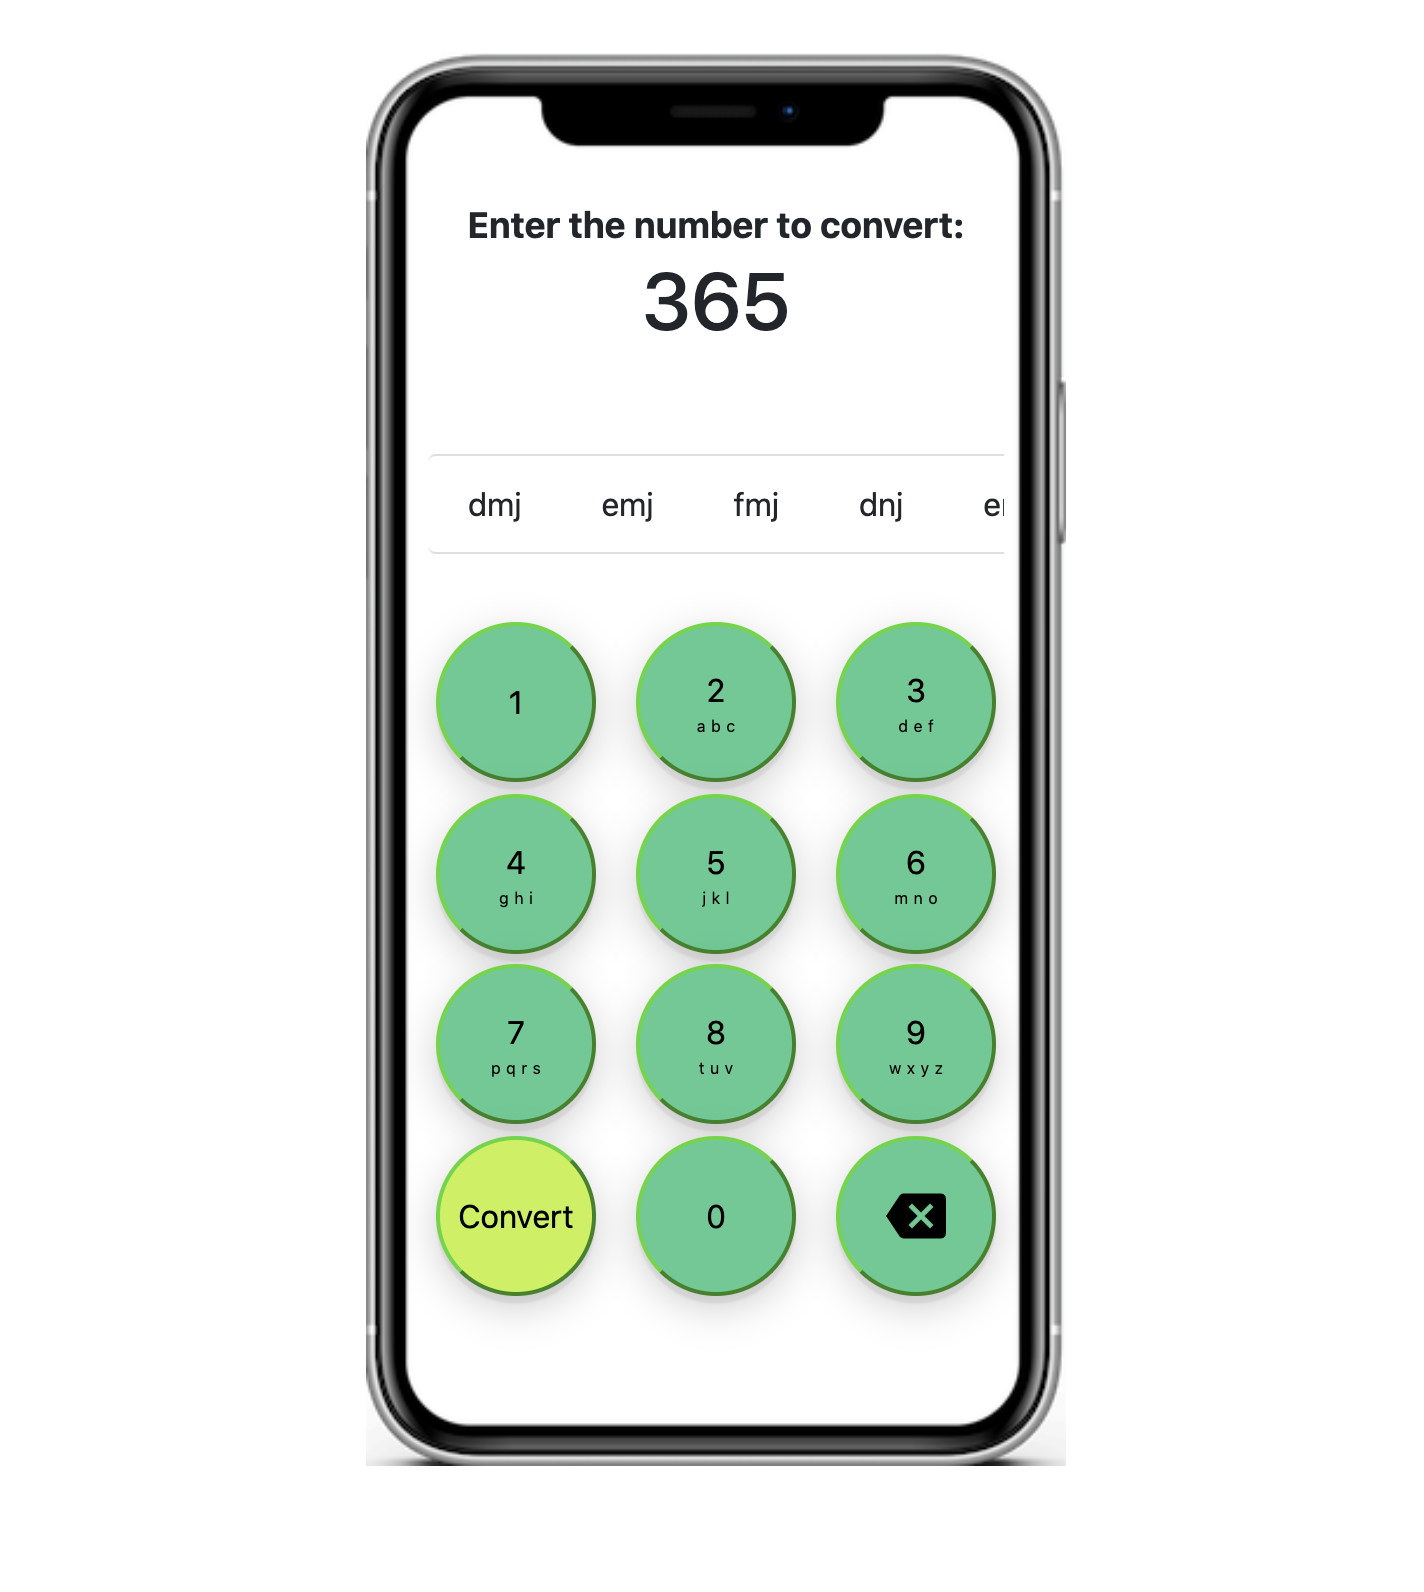 Enter the number to convert:
365
dmj emj fmj dnj
1 2 3
abc def
4 5 6
ghi jkl mno
7 8 9
pqrs tuv wxyz
Convert 0